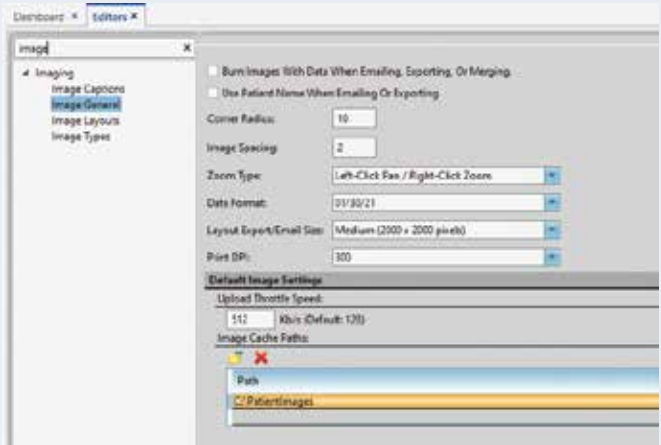 Dashboard × Editors ×
image ×
Imaging
Image Captions
Image General
Image Layouts
Image Types
Burn Images With Data When Emailing, Exporting, Or Merging
Use Patient Name When Emailing Or Exporting
Corner Radius: 10
Image Spacing: 2
Zoom Type: Left-Click Pan / Right-Click Zoom
Date Format: 01/30/21
Layout Export/Email Size: Medium (2000 x 2000 pixels)
Print DPI: 300
Default Image Settings
Upload Throttle Speed:
512 Kb/s (Default: 128)
Image Cache Paths:
Path
C:/PatientImages